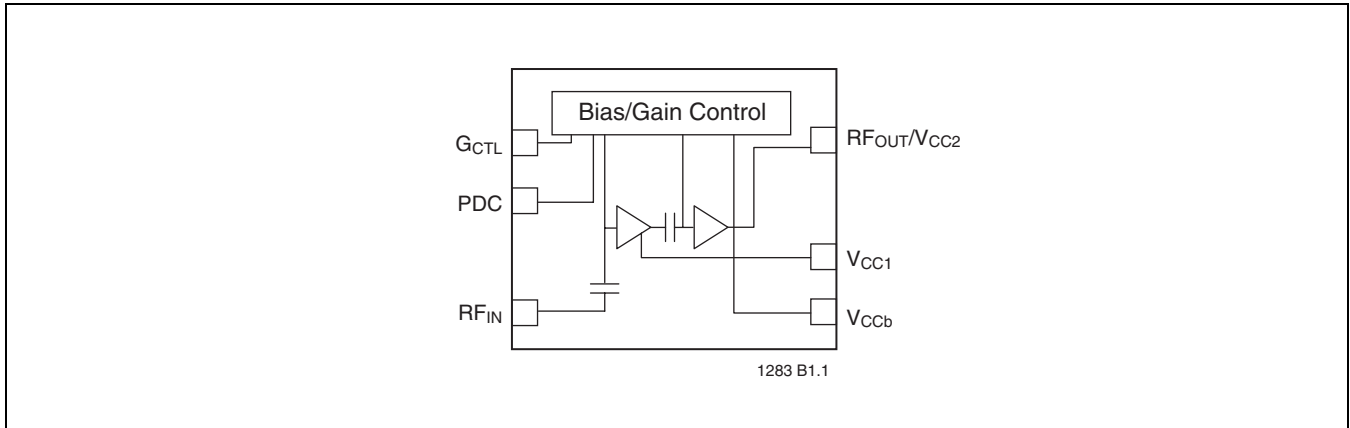 Bias/Gain Control
GCTL
PDC
RFIN
RFOUT/VCC2
VCC1
VCCb
1283 B1.1